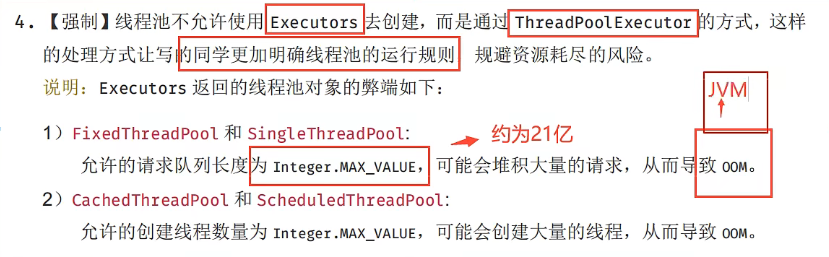 4. 【强制】线程池不允许使用 Executors 去创建，而是通过 ThreadPoolExecutor 的方式，这样
的处理方式让写的同学更加明确线程池的运行规则 规避资源耗尽的风险。
说明：Executors 返回的线程池对象的弊端如下：
JVM
1）FixedThreadPool 和 SingleThreadPool:
约为21亿
允许的请求队列长度为 Integer.MAX_VALUE，可能会堆积大量的请求，从而导致 OOM。
2）CachedThreadPool 和 ScheduledThreadPool:
允许的创建线程数量为 Integer.MAX_VALUE，可能会创建大量的线程，从而导致 OOM。